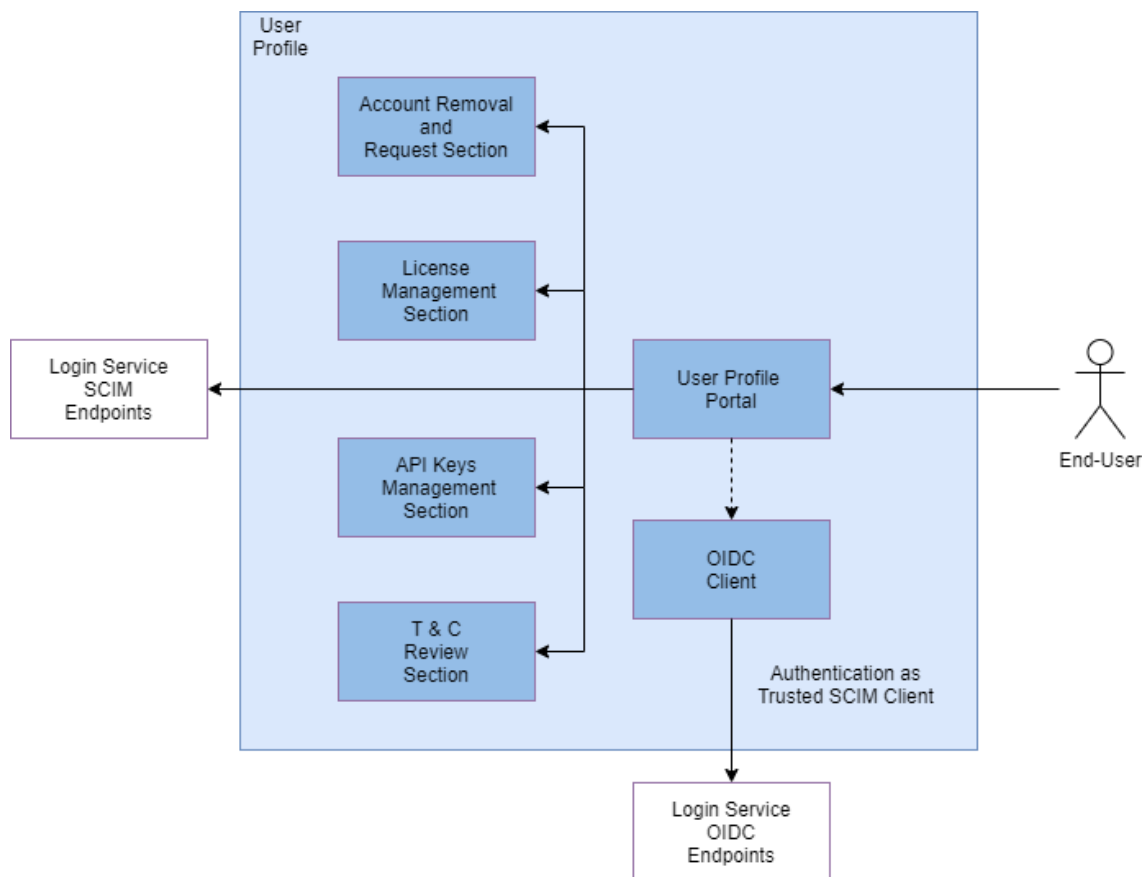 User
Profile
Account Removal
and
Request Section
License
Management
Section
Login Service
SCIM
Endpoints
User Profile
Portal
End-User
API Keys
Management
Section
OIDC
Client
T & C
Review
Section
Authentication as
Trusted SCIM Client
Login Service
OIDC
Endpoints